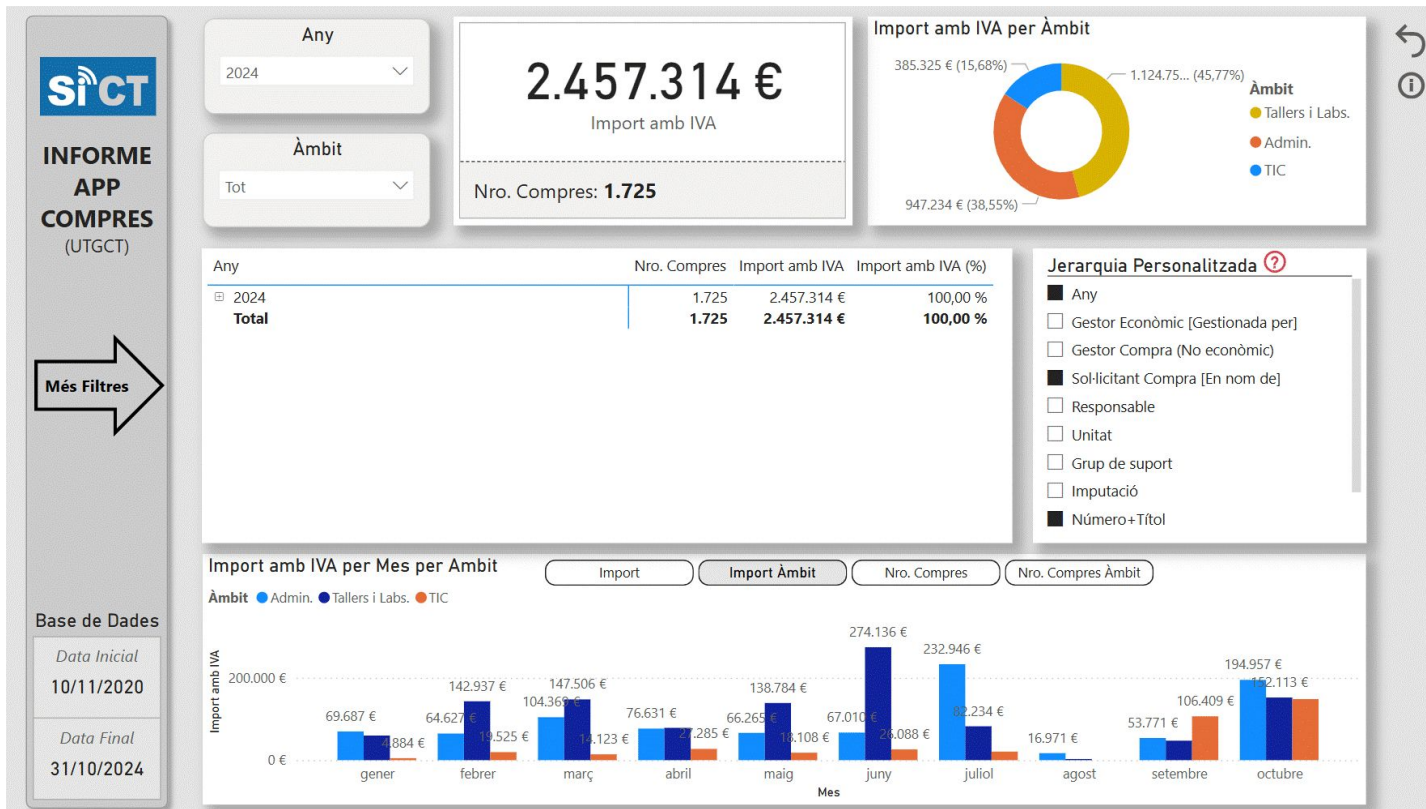 SiCT
INFORME
APP
COMPRES
(UTGCT)
Més Filtres
Base de Dades
Data Inicial
10/11/2020
Data Final
31/10/2024
Any
2024
Àmbit
Tot
2.457.314 €
Import amb IVA
Nro. Compres: 1.725
Import amb IVA per Àmbit
385.325 € (15,68%)
1.124.75... (45,77%)
947.234 € (38,55%)
Àmbit
Tallers i Labs.
Admin.
TIC
Any Nro. Compres Import amb IVA Import amb IVA (%)
2024 1.725 2.457.314 € 100,00 %
Total 1.725 2.457.314 € 100,00 %
Jerarquia Personalitzada ?
Any
Gestor Econòmic [Gestionada per]
Gestor Compra (No econòmic)
Sol·licitant Compra [En nom de]
Responsable
Unitat
Grup de suport
Imputació
Número+Títol
Import amb IVA per Mes per Ambit
Import Import Àmbit Nro. Compres Nro. Compres Àmbit
Àmbit Admin. Tallers i Labs. TIC
Import amb IVA
200.000 €
0 €
69.687 € 4.884 €
64.627 € 142.937 € 19.525 €
104.369 € 147.506 € 14.123 €
76.631 € 27.285 €
66.265 € 138.784 € 18.108 €
67.010 € 274.136 € 26.088 €
232.946 € 82.234 €
16.971 €
53.771 € 106.409 €
194.957 € 152.113 €
gener febrer març abril maig juny juliol agost setembre octubre
Mes